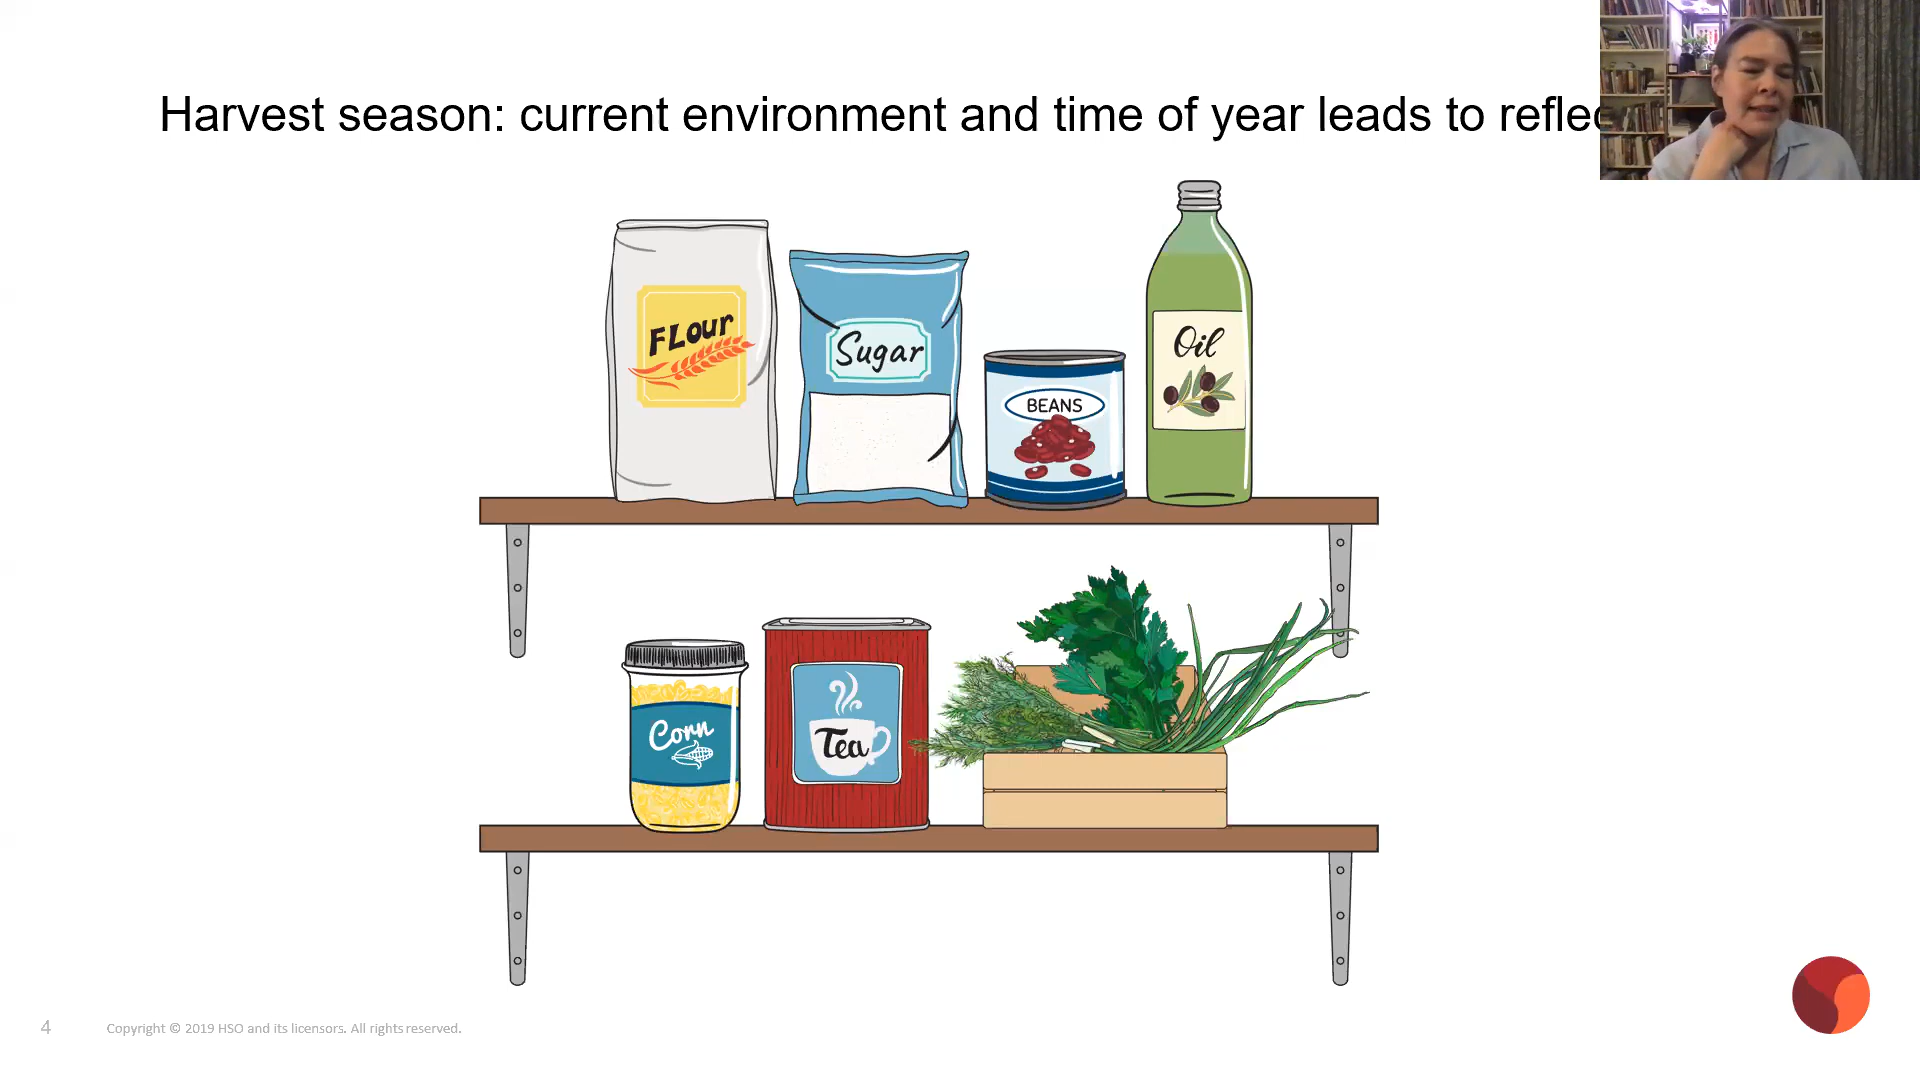 Harvest season: current environment and time of year leads to
FLour
Sugar
BEANS
Oil
Corn
Tea
4
Copyright © 2019 HSO and its licensors. All rights reserved.